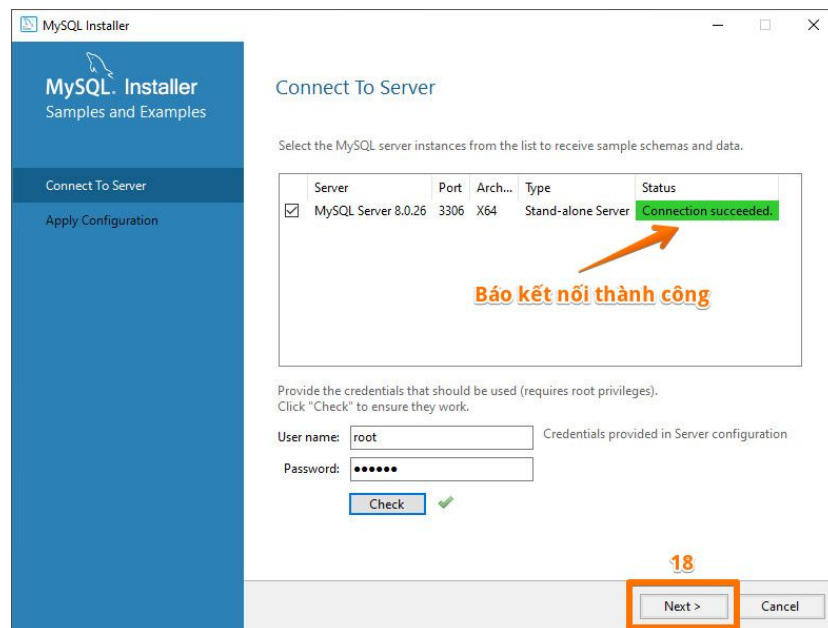 MySQL Installer
MySQL. Installer
Samples and Examples
Connect To Server
Apply Configuration
Connect To Server
Select the MySQL server instances from the list to receive sample schemas and data.
Server Port Arch... Type Status
MySQL Server 8.0.26 3306 X64 Stand-alone Server Connection succeeded.
Báo kết nối thành công
Provide the credentials that should be used (requires root privileges).
Click "Check" to ensure they work.
User name: root Credentials provided in Server configuration
Password: ●●●●●●
Check
18
Next > Cancel